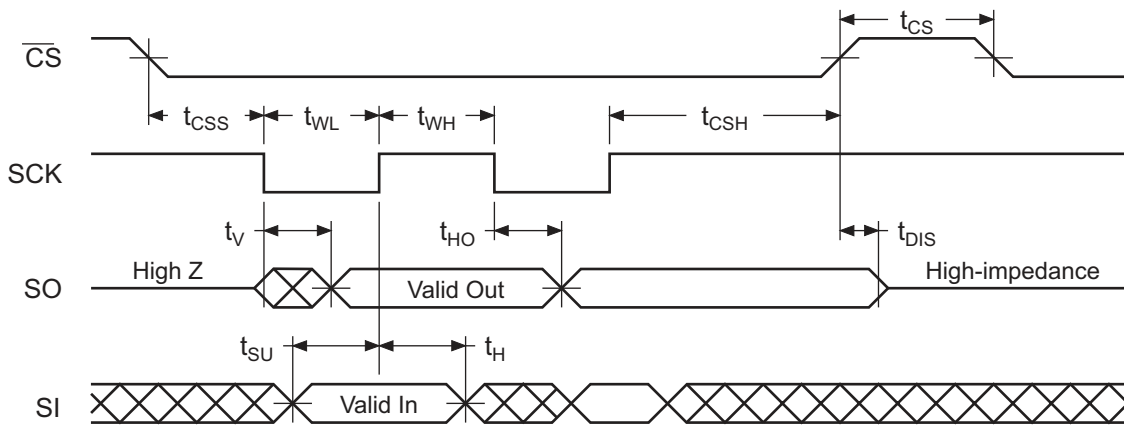 t_CS
C̅S̅
t_CSS t_WL t_WH t_CSH
SCK
t_V t_HO t_DIS
SO High Z Valid Out High-impedance
t_SU t_H
SI Valid In